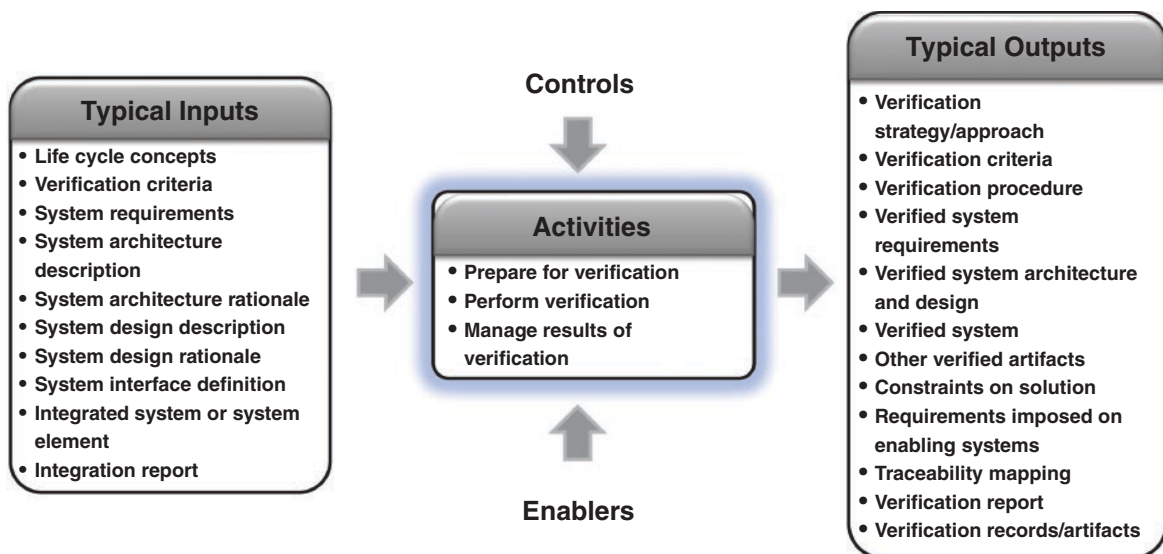 Typical Inputs
• Life cycle concepts
• Verification criteria
• System requirements
• System architecture
description
• System architecture rationale
• System design description
• System design rationale
• System interface definition
• Integrated system or system
element
• Integration report
Controls
Activities
• Prepare for verification
• Perform verification
• Manage results of
verification
Enablers
Typical Outputs
• Verification
strategy/approach
• Verification criteria
• Verification procedure
• Verified system
requirements
• Verified system architecture
and design
• Verified system
• Other verified artifacts
• Constraints on solution
• Requirements imposed on
enabling systems
• Traceability mapping
• Verification report
• Verification records/artifacts